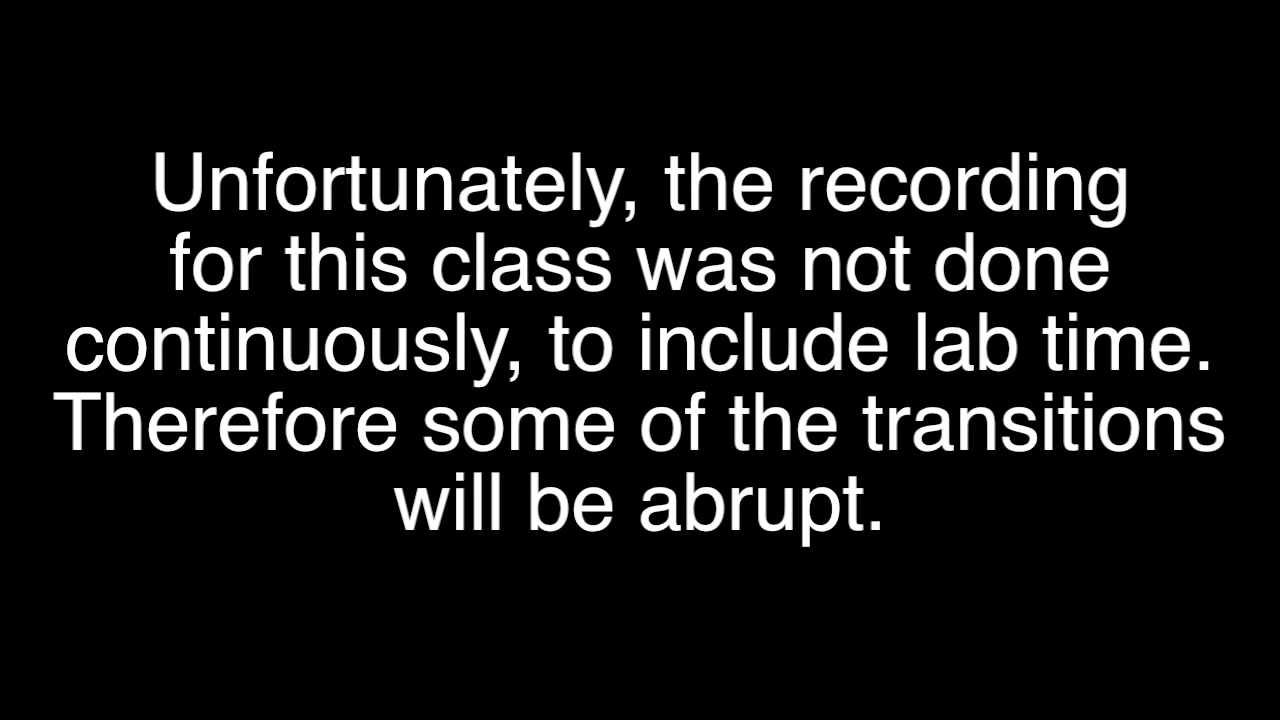 Unfortunately, the recording
for this class was not done
continuously, to include lab time.
Therefore some of the transitions
will be abrupt.